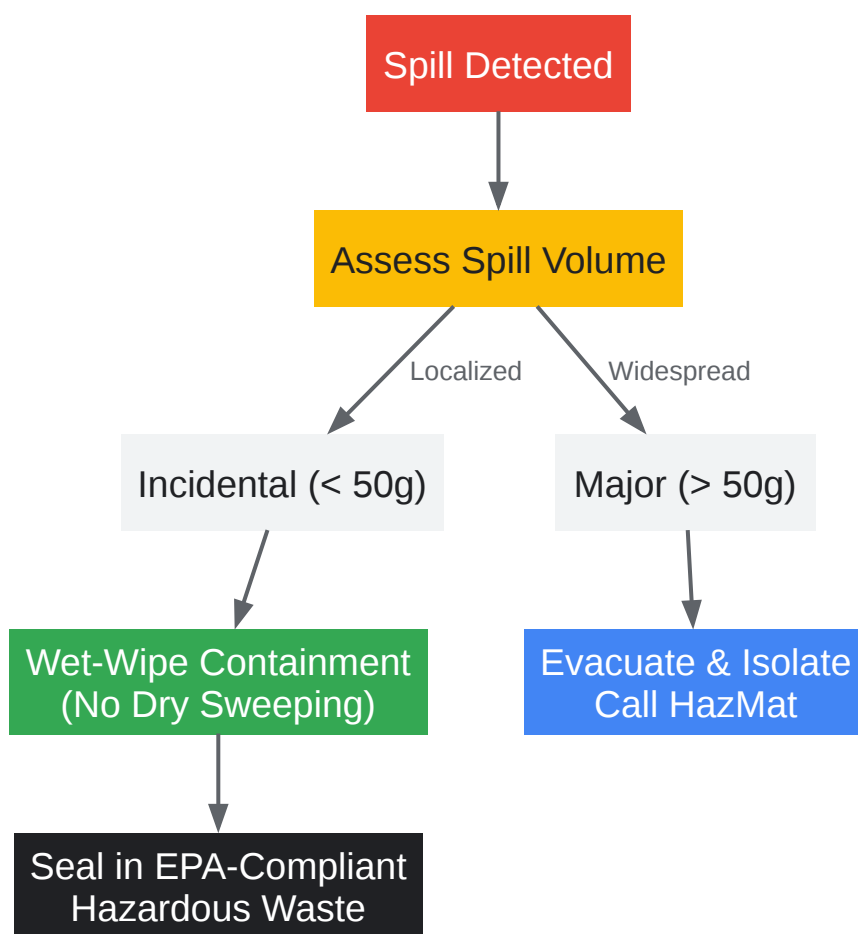 Spill Detected
Assess Spill Volume
Localized
Widespread
Incidental (< 50g)
Major (> 50g)
Wet-Wipe Containment
(No Dry Sweeping)
Evacuate & Isolate
Call HazMat
Seal in EPA-Compliant
Hazardous Waste